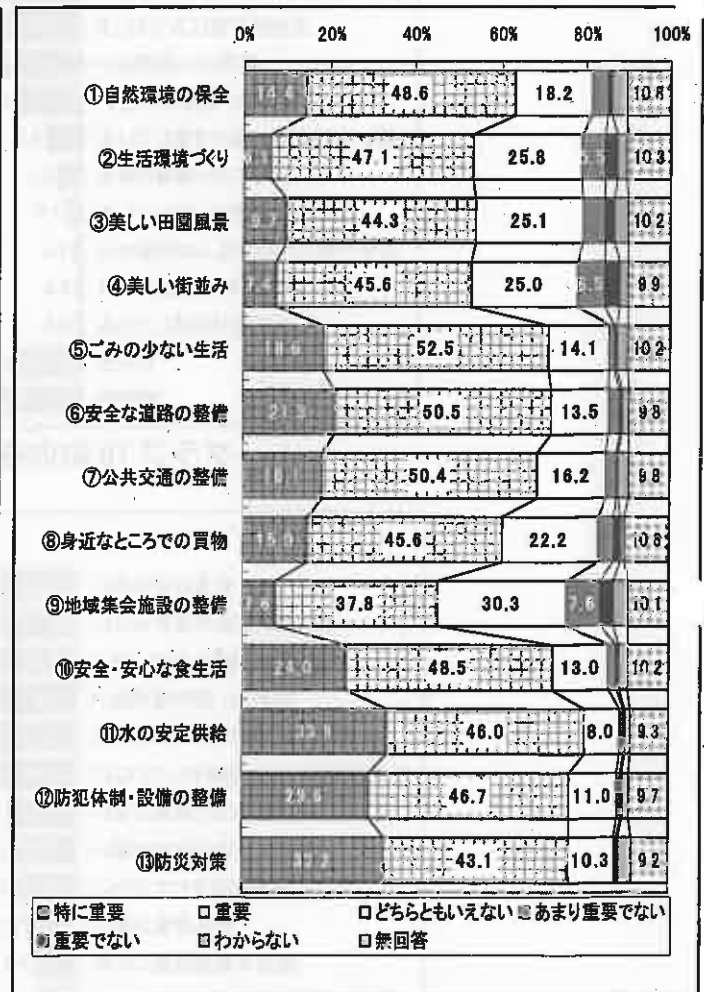 0% 20% 40% 60% 80% 100%
①自然環境の保全 14.4 48.6 18.2 10.6
②生活環境づくり 47.1 25.8 10.3
③美しい田園風景 44.3 25.1 10.2
④美しい街並み 7.4 45.6 25.0 9.9
⑤ごみの少ない生活 52.5 14.1 10.2
⑥安全な道路の整備 50.5 13.5 9.8
⑦公共交通の整備 50.4 16.2 9.8
⑧身近なところでの買物 45.6 22.2 10.8
⑨地域集会施設の整備 37.8 30.3 7.6 10.1
⑩安全・安心な食生活 24.0 48.5 13.0 10.2
⑪水の安定供給 46.0 8.0 9.3
⑫防犯体制・設備の整備 46.7 11.0 9.7
⑬防災対策 43.1 10.3 9.2
特に重要 重要 どちらともいえない あまり重要でない
重要でない わからない 無回答